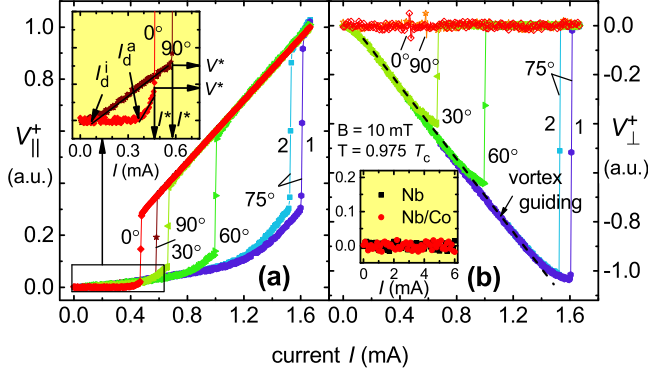 1.0
0.8
0.6
0.4
0.2
0.0
V∥⁺
(a.u.)
0° 90°
I_d^i I_d^a
V*
V*
I* I*
0.0 0.3 0.6 0.9
I (mA)
2 1
75°
0° 90° 30° 60°
(a)
0.0 0.4 0.8 1.2 1.6
0° 90°
30°
60°
75°
2 1
B = 10 mT
T = 0.975 T_c
vortex
guiding
0.2
0.1
0.0
Nb
Nb/Co
0 2 4 6
I (mA)
(b)
0.0 0.4 0.8 1.2 1.6
-0.0
-0.2
-0.4
-0.6
-0.8
-1.0
V⊥⁺
(a.u.)
current I (mA)